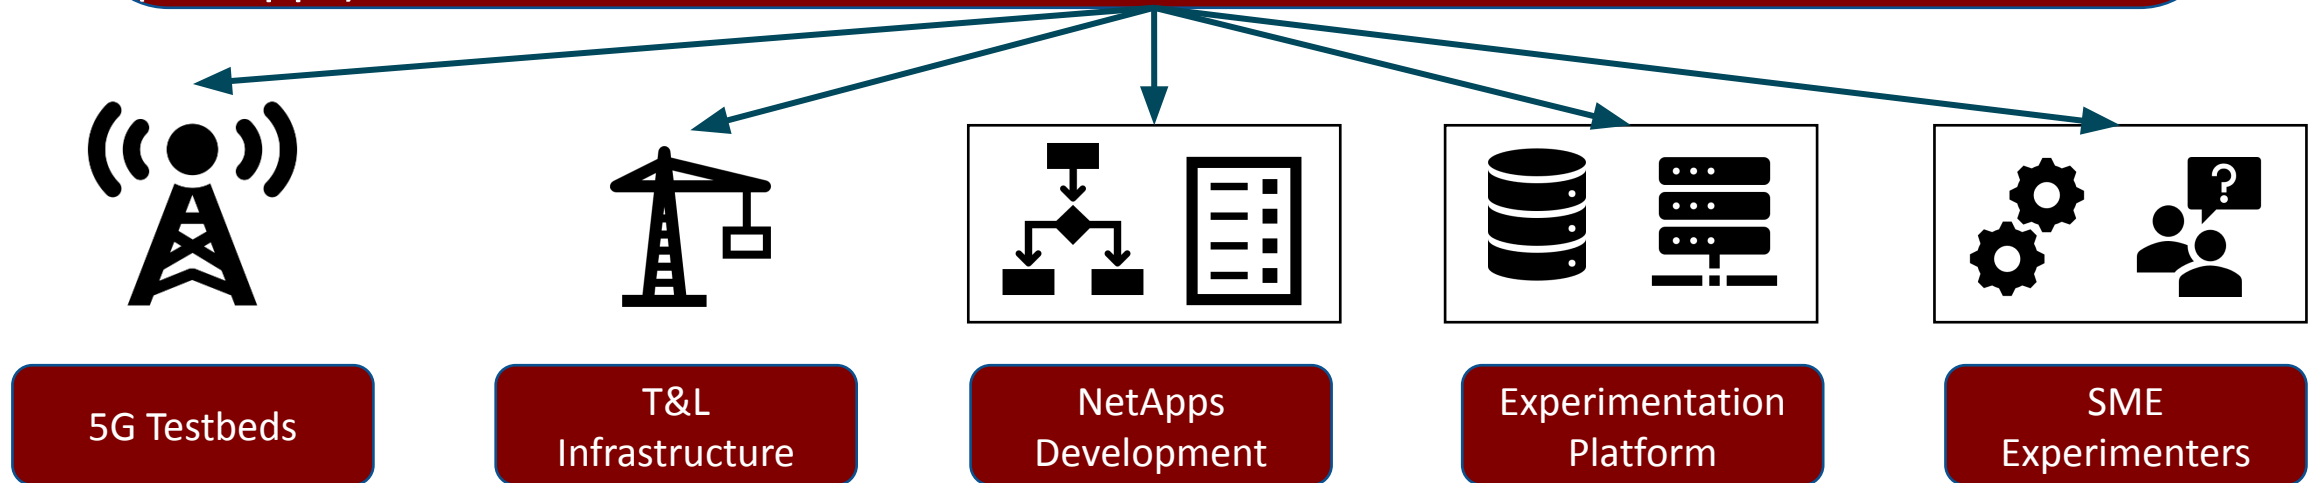 5G Testbeds
T&L
Infrastructure
NetApps
Development
Experimentation
Platform
SME
Experimenters
?